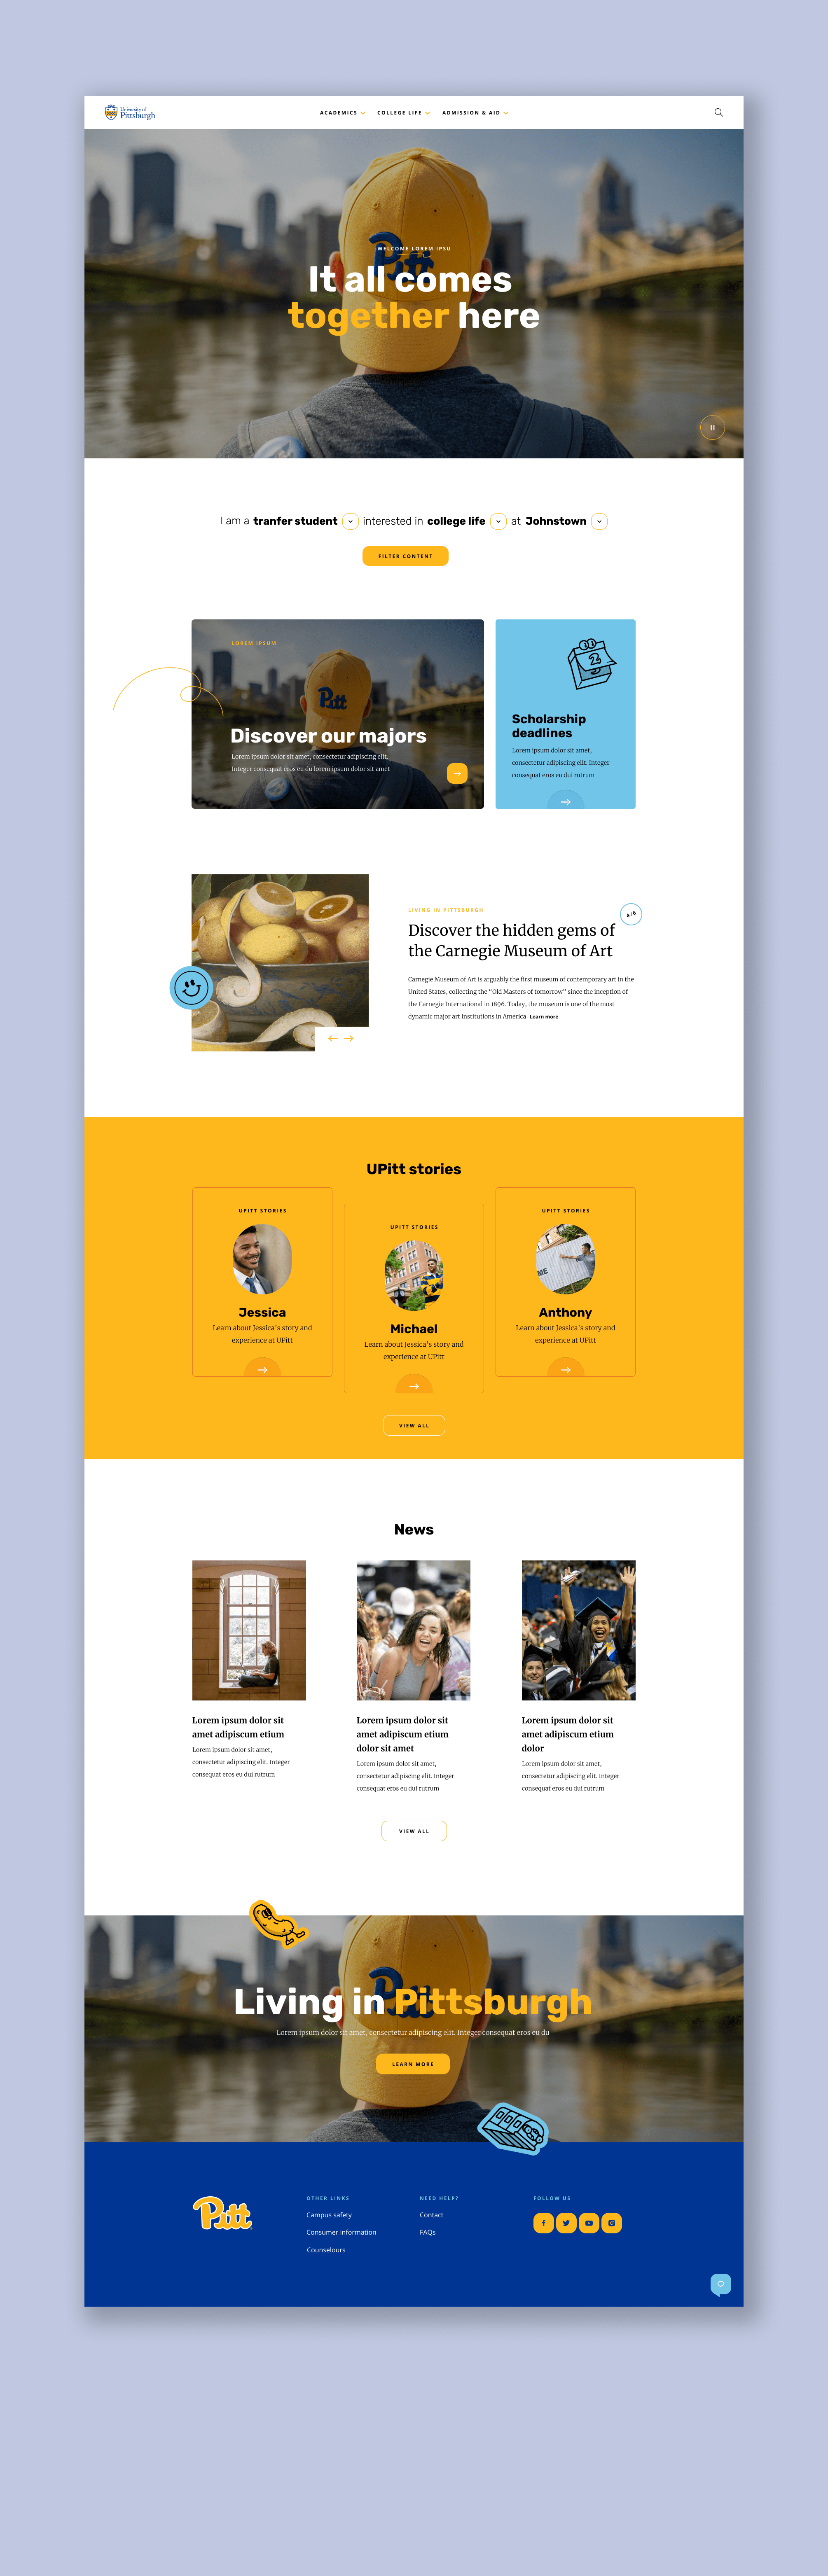 University of
Pittsburgh
ACADEMICS COLLEGE LIFE ADMISSION & AID
Pitt
WELCOME LOREM IPSU
It all comes
together here
I am a tranfer student interested in college life at Johnstown
FILTER CONTENT
LOREM IPSUM
Pitt
Discover our majors
Lorem ipsum dolor sit amet, consectetur adipiscing elit.
Integer consequat eros eu du lorem ipsum dolor sit amet
2
Scholarship
deadlines
Lorem ipsum dolor sit amet,
consectetur adipiscing elit. Integer
consequat eros eu dui rutrum
LIVING IN PITTSBURGH
4/6
Discover the hidden gems of
the Carnegie Museum of Art
Carnegie Museum of Art is arguably the first museum of contemporary art in the
United States, collecting the “Old Masters of tomorrow” since the inception of
the Carnegie International in 1896. Today, the museum is one of the most
dynamic major art institutions in America Learn more
UPitt stories
UPITT STORIES
Jessica
Learn about Jessica’s story and
experience at UPitt
UPITT STORIES
Michael
Learn about Jessica’s story and
experience at UPitt
UPITT STORIES
ME
Anthony
Learn about Jessica’s story and
experience at UPitt
VIEW ALL
News
Lorem ipsum dolor sit
amet adipiscum etium
Lorem ipsum dolor sit amet,
consectetur adipiscing elit. Integer
consequat eros eu dui rutrum
Lorem ipsum dolor sit
amet adipiscum etium
dolor sit amet
Lorem ipsum dolor sit amet,
consectetur adipiscing elit. Integer
consequat eros eu dui rutrum
Lorem ipsum dolor sit
amet adipiscum etium
dolor
Lorem ipsum dolor sit amet,
consectetur adipiscing elit. Integer
consequat eros eu dui rutrum
VIEW ALL
Pitt
Living in Pittsburgh
Lorem ipsum dolor sit amet, consectetur adipiscing elit. Integer consequat eros eu du
LEARN MORE
Pitt
OTHER LINKS
Campus safety
Consumer information
Counselours
NEED HELP?
Contact
FAQs
FOLLOW US